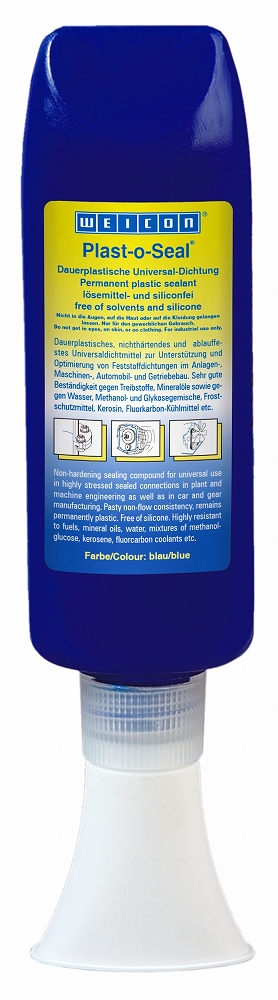 WEICON®
Plast-o-Seal®
Dauerplastische Universal-Dichtung
Permanent plastic sealant
lösemittel- und siliconfei
free of solvents and silicone
Nicht in die Augen, auf die Haut oder auf die Kleidung gelangen
lassen. Nur für den gewerblichen Gebrauch.
Do not get in eyes, on skin, or on clothing. For industrial use only.
Dauerplastisches, nichthärtendes und ablauffe-
stes Universaldichtmittel zur Unterstützung und
Optimierung von Feststoffdichtungen im Anlagen-,
Maschinen-, Automobil- und Getriebebau. Sehr gute
Beständigkeit gegen Treibstoffe, Mineralöle sowie ge-
gen Wasser, Methanol- und Glykosegemische, Frost-
schutzmittel, Kerosin, Fluorkarbon-Kühlmittel etc.
Non-hardening sealing compound for universal use
in highly stressed sealed connections in plant and
machine engineering as well as in car and gear
manufacturing. Pasty non-flow consistency, remains
permanently plastic. Free of silicone. Highly resistant
to fuels, mineral oils, water, mixtures of methanol-
glucose, kerosene, fluorcarbon coolants etc.
Farbe/Colour: blau/blue